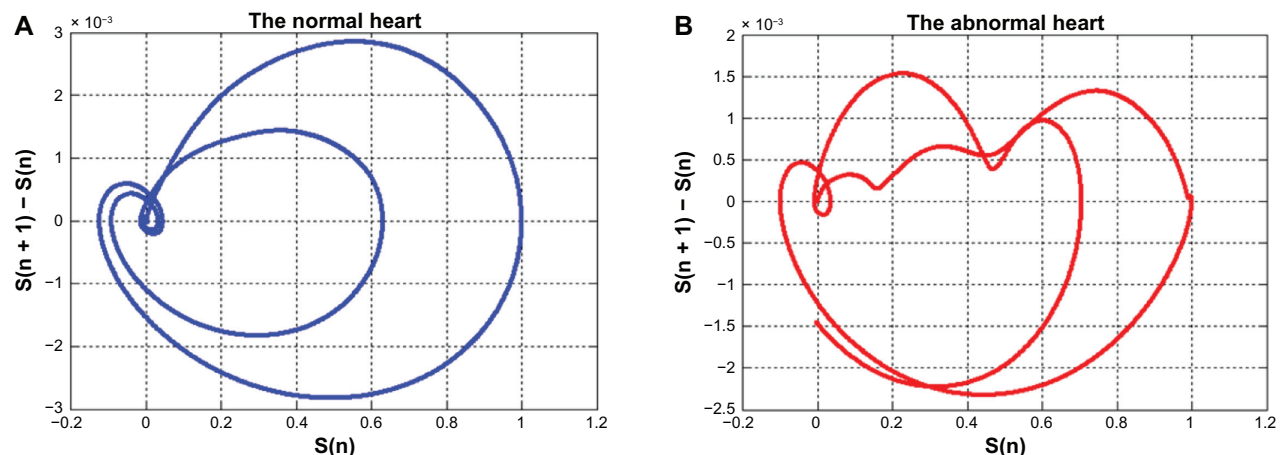 A
The normal heart
× 10⁻³
3
2
1
0
−1
−2
−3
−0.2 0 0.2 0.4 0.6 0.8 1 1.2
S(n + 1) − S(n)
S(n)
B
The abnormal heart
× 10⁻³
2
1.5
1
0.5
0
−0.5
−1
−1.5
−2
−2.5
−0.2 0 0.2 0.4 0.6 0.8 1 1.2
S(n + 1) − S(n)
S(n)